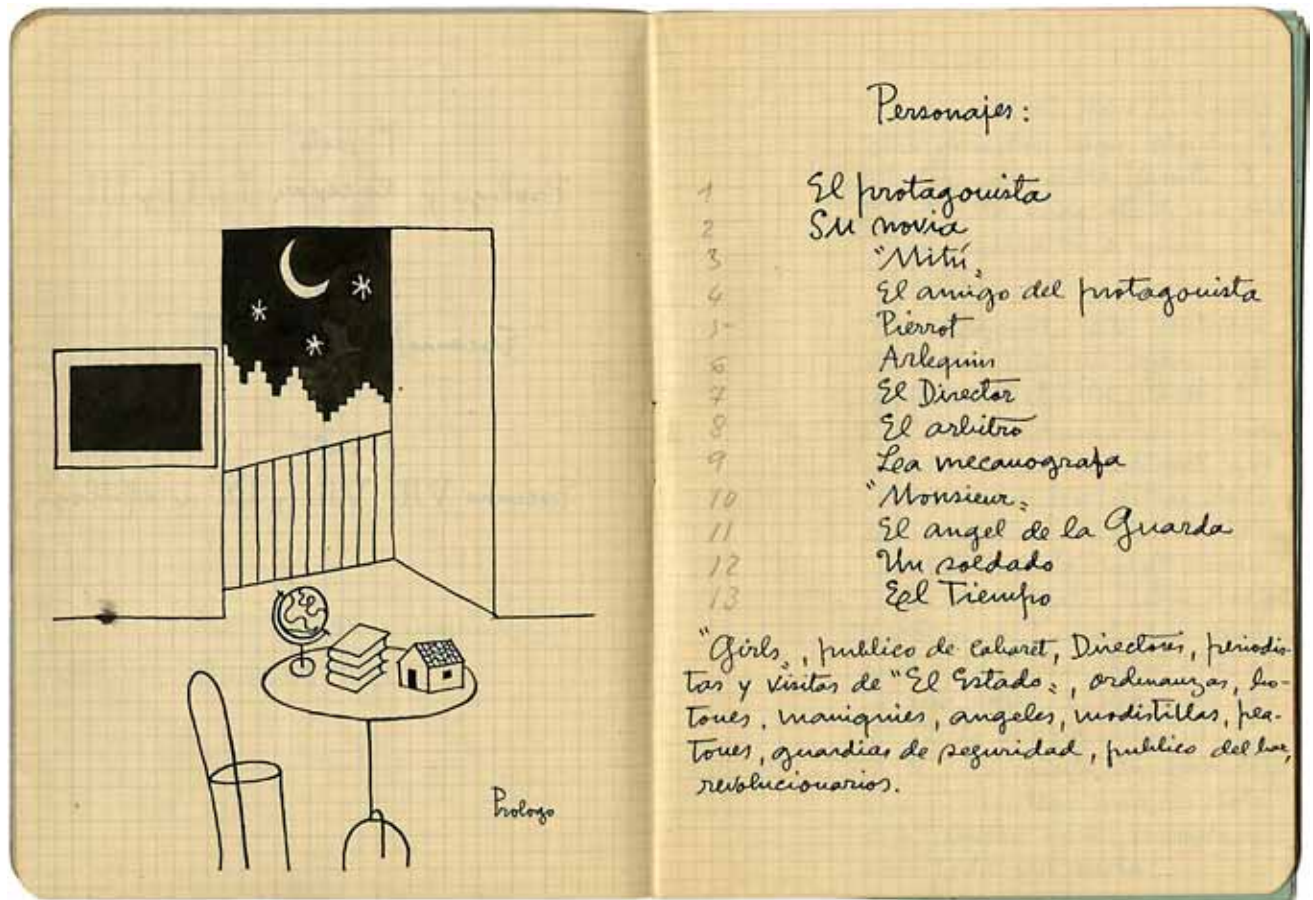 Prologo
Personajes:
1 El protagonista
2 Su novia
3 "Mitú"
4 El amigo del protagonista
5 Pierrot
6 Arlequin
7 El Director
8 El arbitro
9 Lea mecanografa
10 "Monsieur"
11 El angel de la Guarda
12 Un soldado
13 Eel Tiempo
"Girls", publico de cabaret, Directores, periodis-
tas y visitas de "El Estado", ordenanzas, bo-
tones, maniquies, angeles, modistillas, pea-
tones, guardias de seguridad, publico del bar,
revolucionarios.